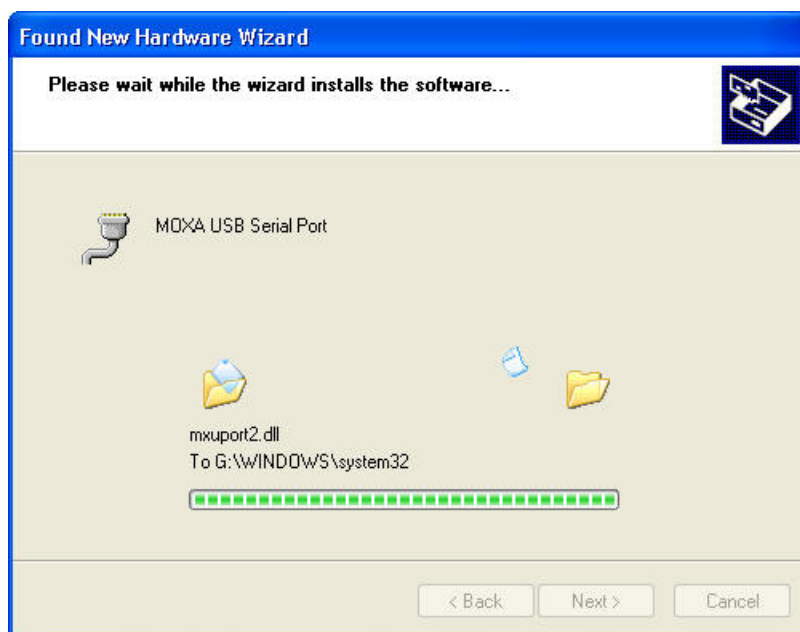 Found New Hardware Wizard
Please wait while the wizard installs the software...
MOXA USB Serial Port
mxuport2.dll
To G:\WINDOWS\system32
< Back
Next >
Cancel